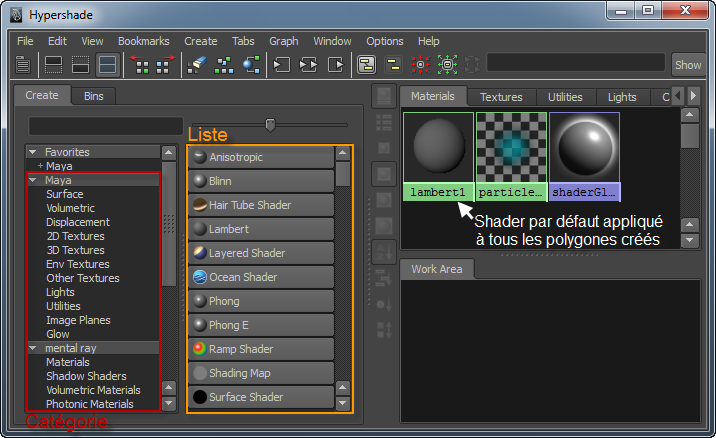 Hypershade
File Edit View Bookmarks Create Tabs Graph Window Options Help
Show
Create Bins
Liste
Favorites
+ Maya
Maya
Surface
Volumetric
Displacement
2D Textures
3D Textures
Env Textures
Other Textures
Lights
Utilities
Image Planes
Glow
mental ray
Materials
Shadow Shaders
Volumetric Materials
Photonic Materials
Catégorie
Anisotropic
Blinn
Hair Tube Shader
Lambert
Layered Shader
Ocean Shader
Phong
Phong E
Ramp Shader
Shading Map
Surface Shader
Materials Textures Utilities Lights C
lambert1 particle... shaderGl...
Shader par défaut appliqué
à tous les polygones créés
Work Area